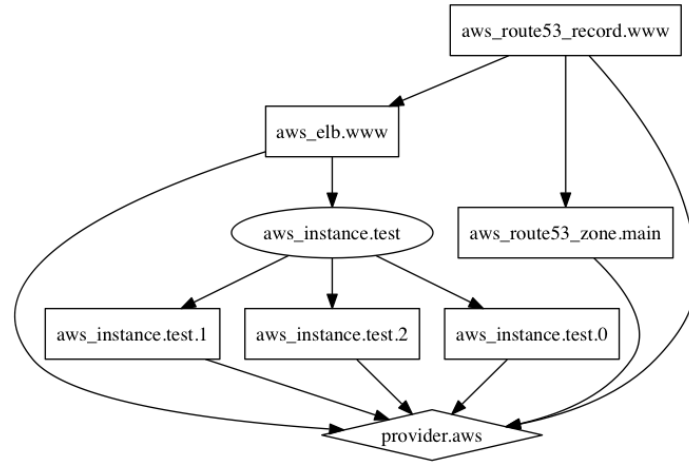 aws_route53_record.www
aws_elb.www
aws_instance.test
aws_route53_zone.main
aws_instance.test.1
aws_instance.test.2
aws_instance.test.0
provider.aws